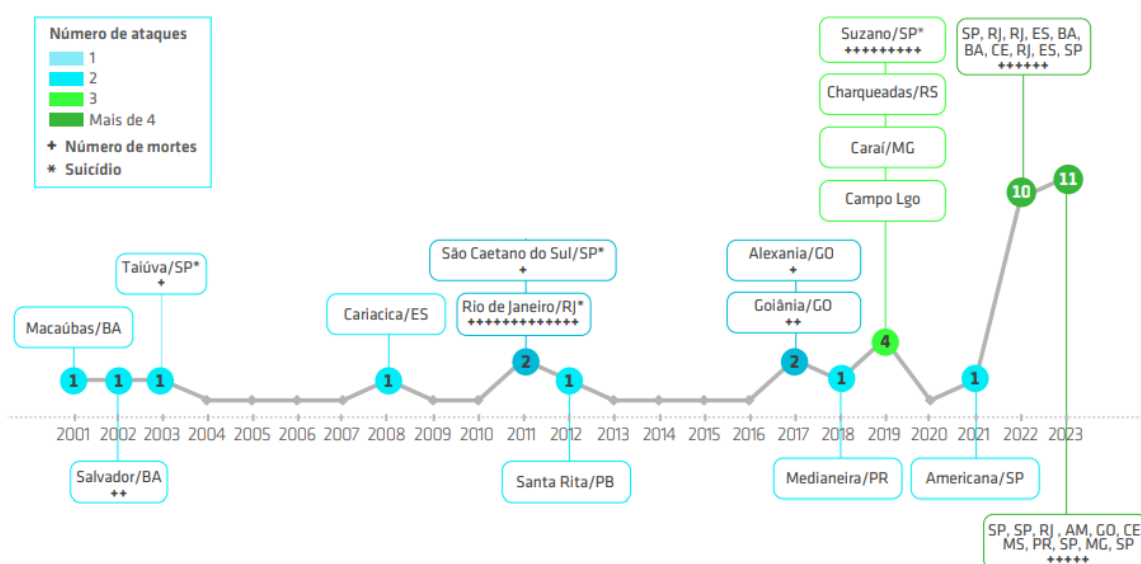 Número de ataques
1
2
3
Mais de 4
+ Número de mortes
* Suicídio
Suzano/SP*
+++++++++
Charqueadas/RS
Caraí/MG
Campo Lgo
SP, RJ, RJ, ES, BA,
BA, CE, RJ, ES, SP
++++++
Macaúbas/BA
Taiúva/SP*
+
Cariacica/ES
São Caetano do Sul/SP*
+
Rio de Janeiro/RJ*
+++++++++++++
Alexania/GO
+
Goiânia/GO
++
1
1
1
1
2
1
2
1
4
1
10
11
2001 2002 2003 2004 2005 2006 2007 2008 2009 2010 2011 2012 2013 2014 2015 2016 2017 2018 2019 2020 2021 2022 2023
Salvador/BA
++
Santa Rita/PB
Medianeira/PR
Americana/SP
SP, SP, RJ , AM, GO, CE
MS, PR, SP, MG, SP
+++++